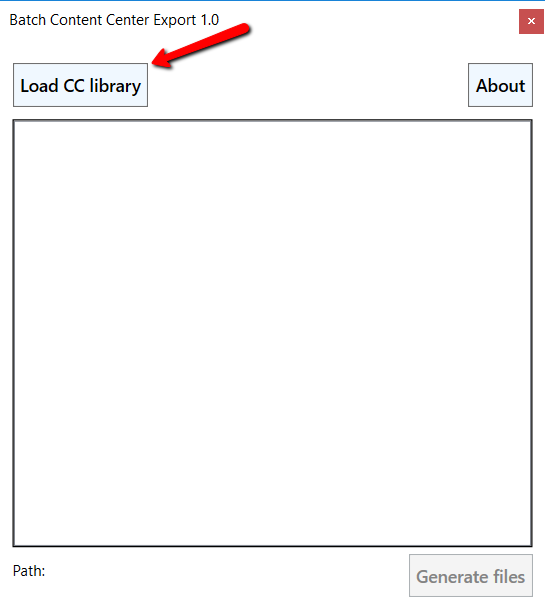 Batch Content Center Export 1.0
Load CC library
About
Path:
Generate files